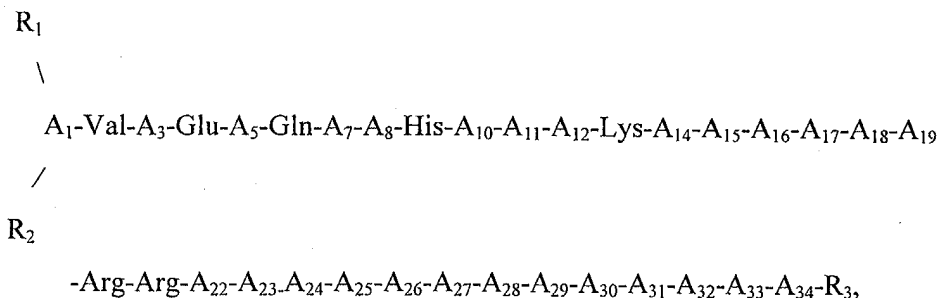 R₁
\
A₁-Val-A₃-Glu-A₅-Gln-A₇-A₈-His-A₁₀-A₁₁-A₁₂-Lys-A₁₄-A₁₅-A₁₆-A₁₇-A₁₈-A₁₉
/
R₂
-Arg-Arg-A₂₂-A₂₃-A₂₄-A₂₅-A₂₆-A₂₇-A₂₈-A₂₉-A₃₀-A₃₁-A₃₂-A₃₃-A₃₄-R₃,